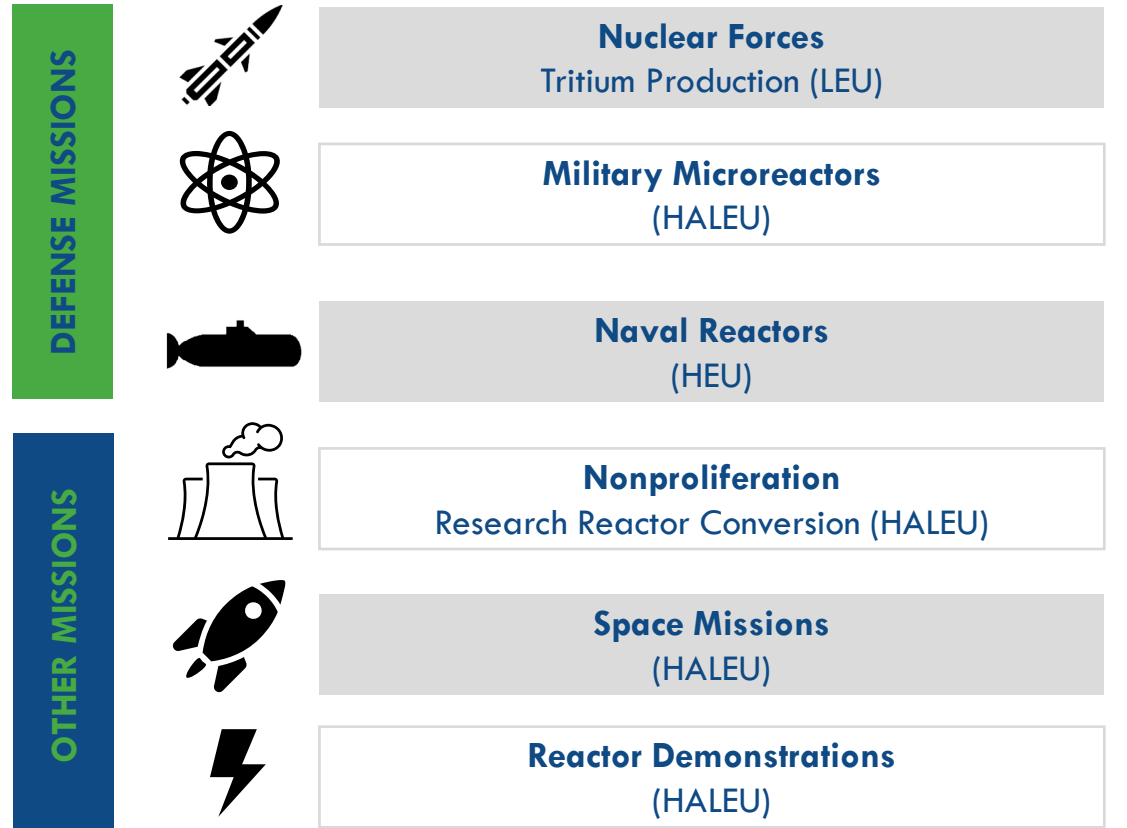 DEFENSE MISSIONS
Nuclear Forces
Tritium Production (LEU)
Military Microreactors
(HALEU)
Naval Reactors
(HEU)
OTHER MISSIONS
Nonproliferation
Research Reactor Conversion (HALEU)
Space Missions
(HALEU)
Reactor Demonstrations
(HALEU)